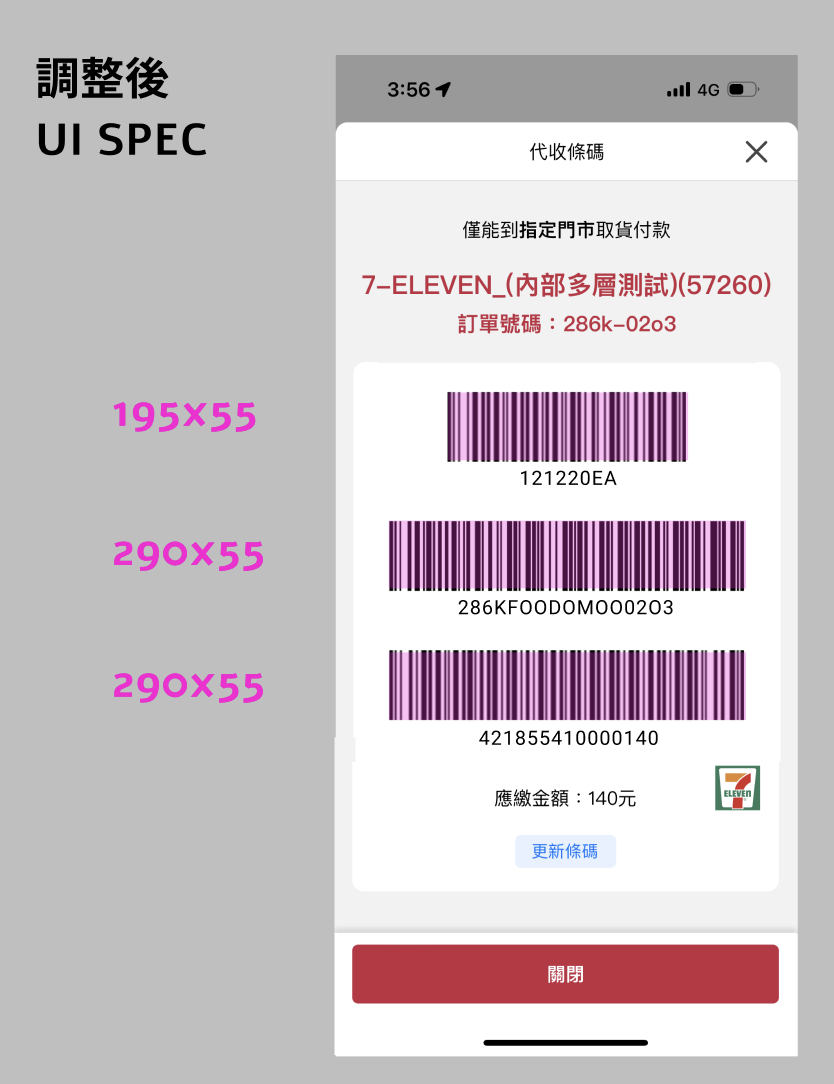 調整後
UI SPEC
3:56
4G
代收條碼
僅能到指定門市取貨付款
7-ELEVEN_(內部多層測試)(57260)
訂單號碼：286k-02o3
195x55
121220EA
290x55
286KFOODOMOO02O3
290x55
421855410000140
應繳金額：140元
7
ELEVEN
更新條碼
關閉